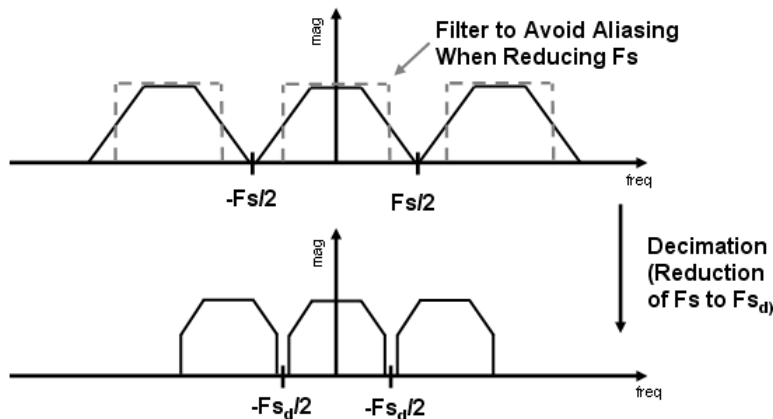 mag
Filter to Avoid Aliasing
When Reducing Fs
freq
-Fs/2
Fs/2
mag
Decimation
(Reduction
of Fs to Fsd)
freq
-Fsd/2
-Fsd/2